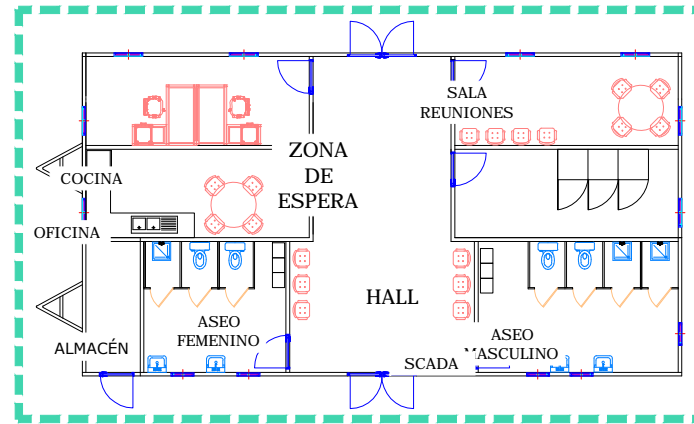 SALA
REUNIONES
ZONA
DE
ESPERA
COCINA
OFICINA
HALL
ASEO
FEMENINO
ASEO
MASCULINO
ALMACÉN
SCADA